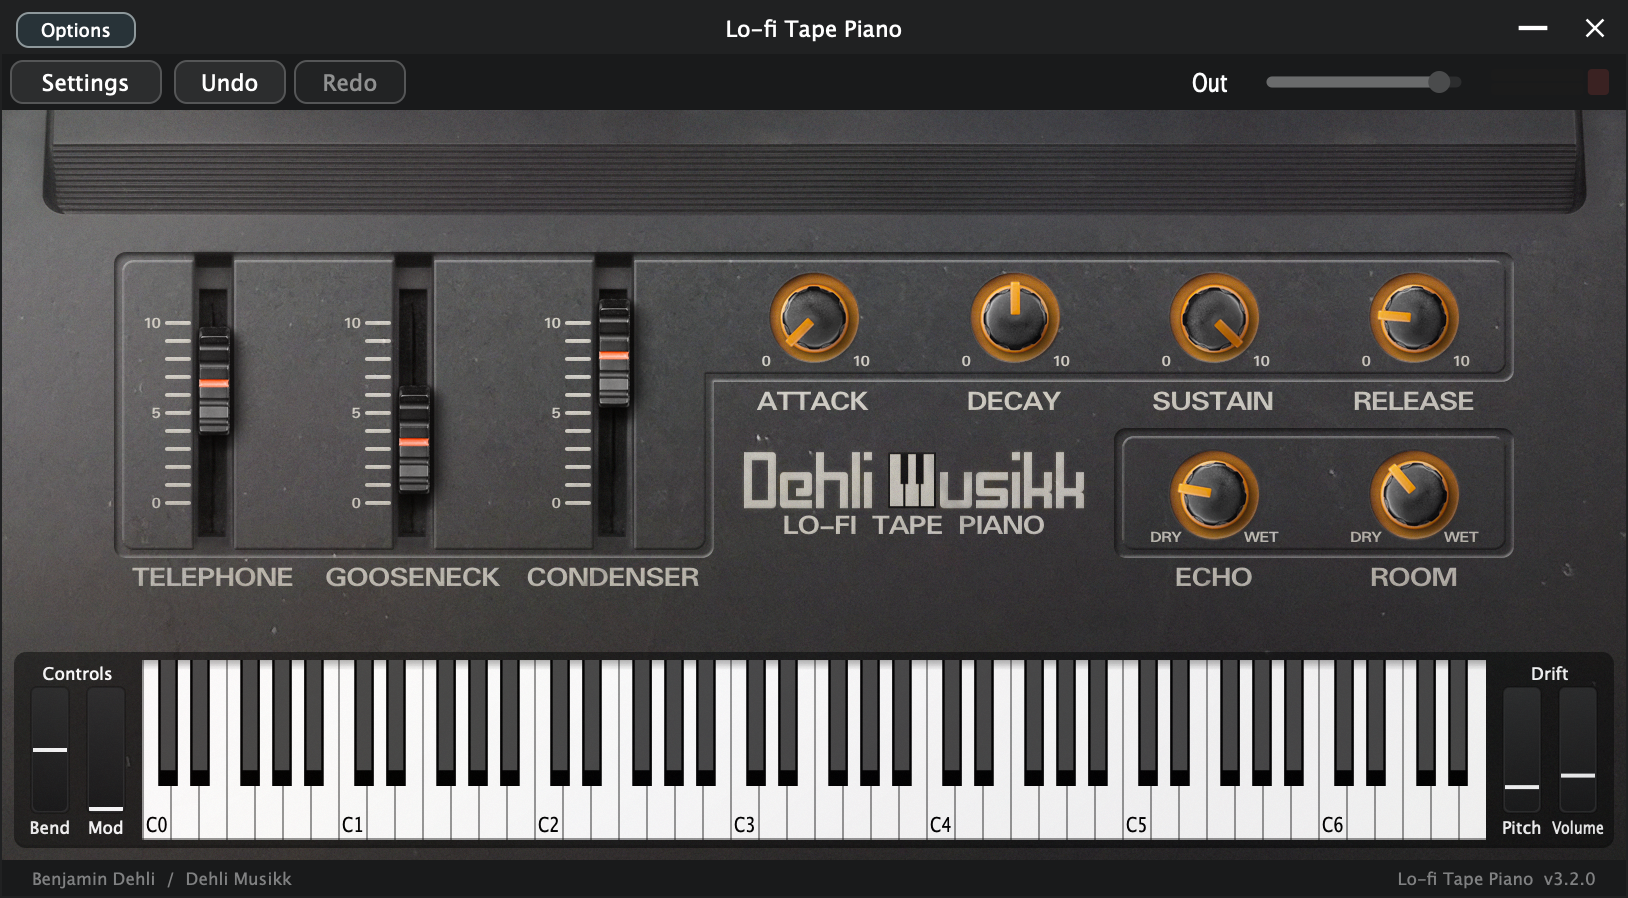 Options
Lo-fi Tape Piano
Settings Undo Redo
Out
10 10 10
5 5 5
0 0 0
0 10 0 10 0 10 0 10
ATTACK DECAY SUSTAIN RELEASE
Dehli Musikk
LO-FI TAPE PIANO
DRY WET DRY WET
TELEPHONE GOOSENECK CONDENSER ECHO ROOM
Controls
Drift
C0 C1 C2 C3 C4 C5 C6
Bend Mod
Pitch Volume
Benjamin Dehli / Dehli Musikk
Lo-fi Tape Piano v3.2.0